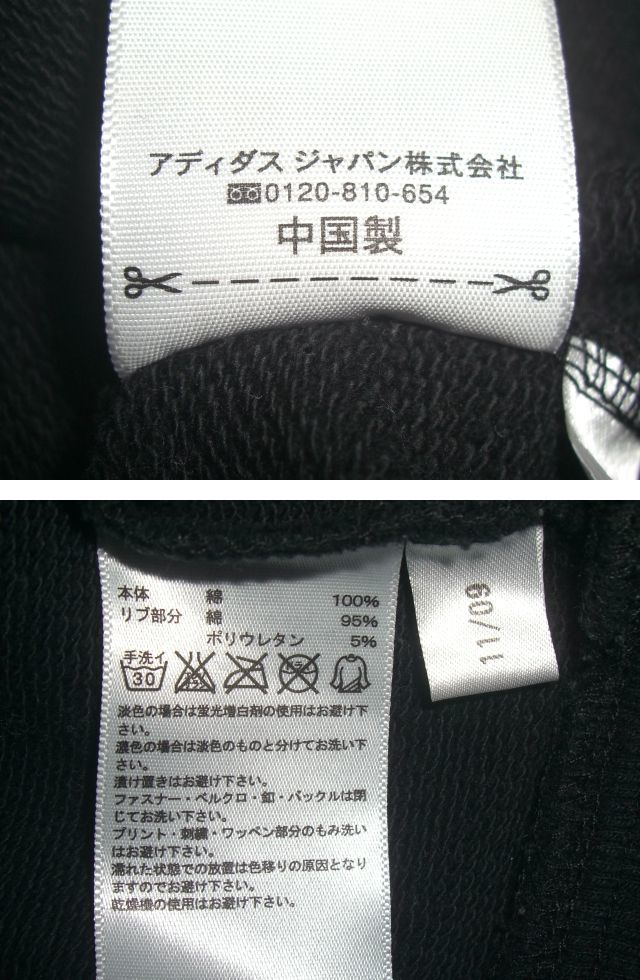 アディダス ジャパン株式会社
0120-810-654
中国製
本体 綿 100%
リブ部分 綿 95%
ポリウレタン 5%
手洗イ
30
淡色の場合は蛍光増白剤の使用はお避け下
さい。
濃色の場合は淡色のものと分けてお洗い下
さい。
漬け置きはお避け下さい。
ファスナー・ベルクロ・釦・バックルは閉
じてお洗い下さい。
プリント・刺繍・ワッペン部分のもみ洗い
はお避け下さい。
濡れた状態での放置は色移りの原因となり
ますのでお避け下さい。
乾燥機の使用はお避け下さい。
11/09